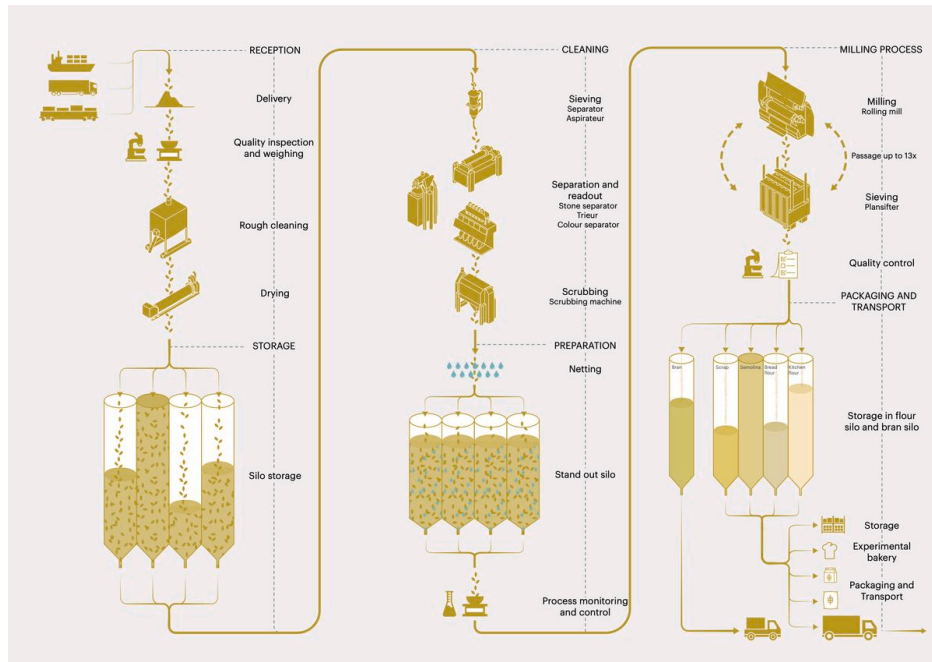 RECEPTION
Delivery
Quality inspection
and weighing
Rough cleaning
Drying
STORAGE
Silo storage
CLEANING
Sieving
Separator
Aspirateur
Separation and
readout
Stone separator
Trieur
Colour separator
Scrubbing
Scrubbing machine
PREPARATION
Netting
Stand out silo
Process monitoring
and control
MILLING PROCESS
Milling
Rolling mill
Passage up to 13x
Sieving
Plansifter
Quality control
PACKAGING AND
TRANSPORT
Bran
Scrap
Semolina
Bread
flour
Kitchen
flour
Storage in flour
silo and bran silo
Storage
Experimental
bakery
Packaging and
Transport